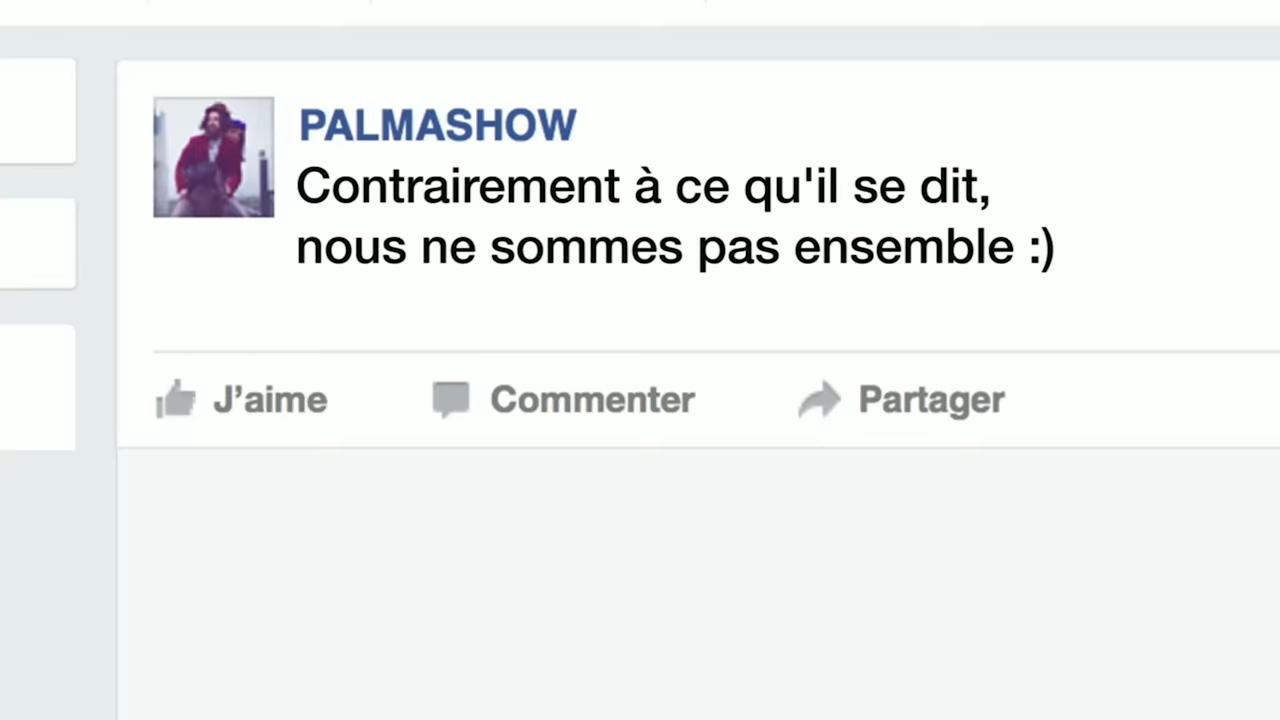 PALMASHOW
Contrairement à ce qu'il se dit,
nous ne sommes pas ensemble :)
J’aime Commenter Partager